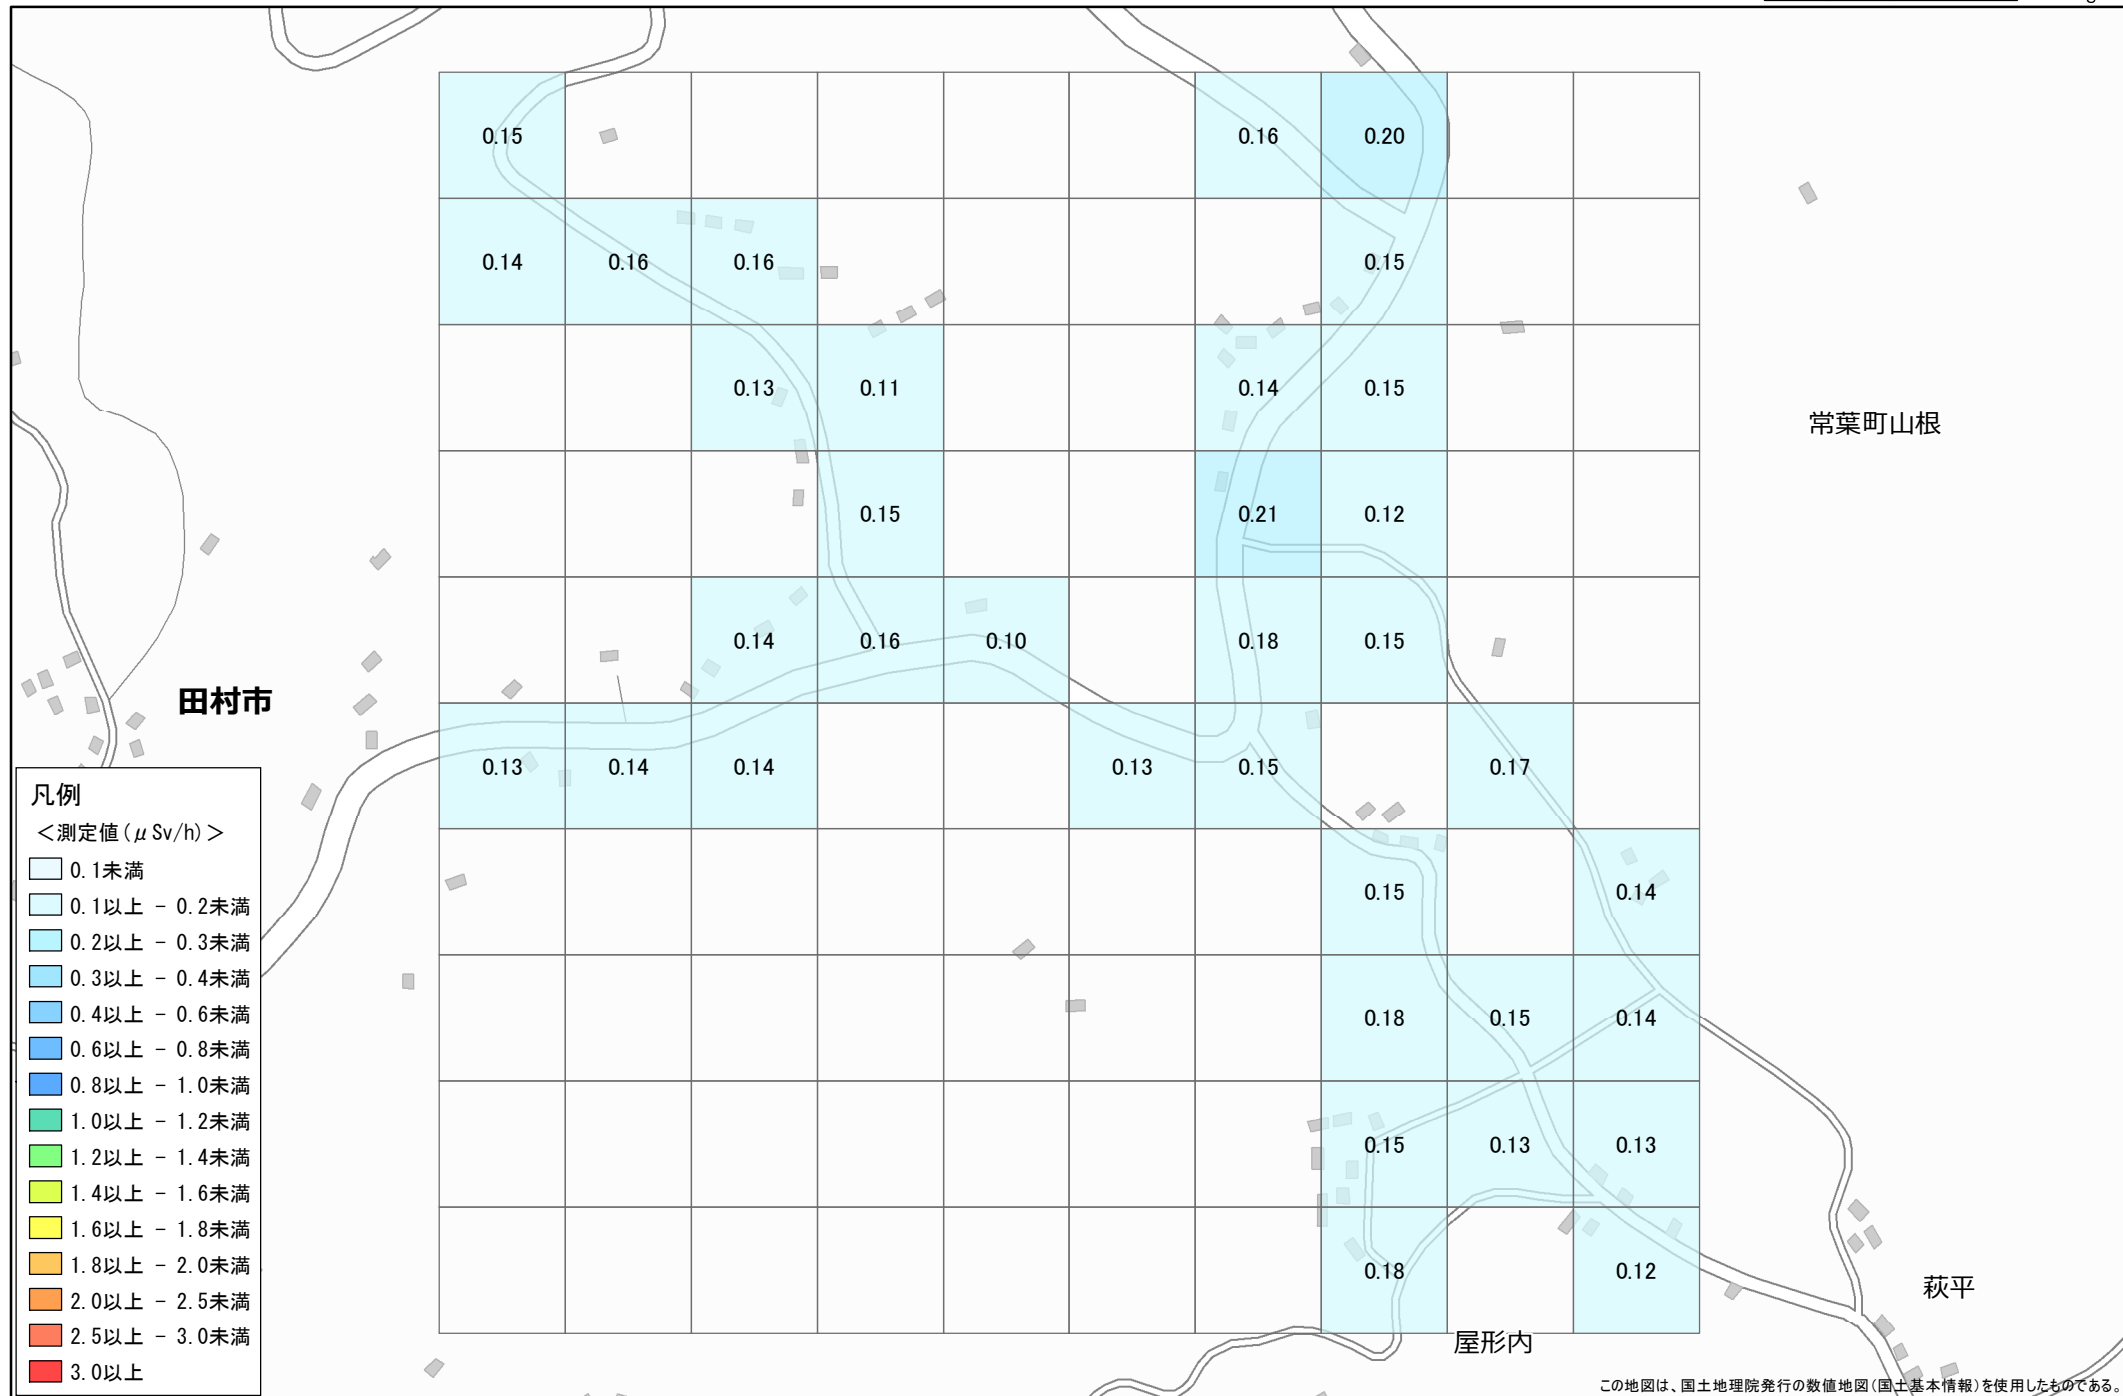 0.15 0.16 0.20
0.14 0.16 0.16 0.15
0.13 0.11 0.14 0.15
常葉町山根
0.15 0.21 0.12
0.14 0.16 0.10 0.18 0.15
田村市
0.13 0.14 0.14 0.13 0.15 0.17
0.15 0.14
0.18 0.15 0.14
0.15 0.13 0.13
0.18 0.12
萩平
屋形内
凡例
＜測定値(μSv/h)＞
0.1未満
0.1以上 - 0.2未満
0.2以上 - 0.3未満
0.3以上 - 0.4未満
0.4以上 - 0.6未満
0.6以上 - 0.8未満
0.8以上 - 1.0未満
1.0以上 - 1.2未満
1.2以上 - 1.4未満
1.4以上 - 1.6未満
1.6以上 - 1.8未満
1.8以上 - 2.0未満
2.0以上 - 2.5未満
2.5以上 - 3.0未満
3.0以上
この地図は、国土地理院発行の数値地図(国土基本情報)を使用したものである。